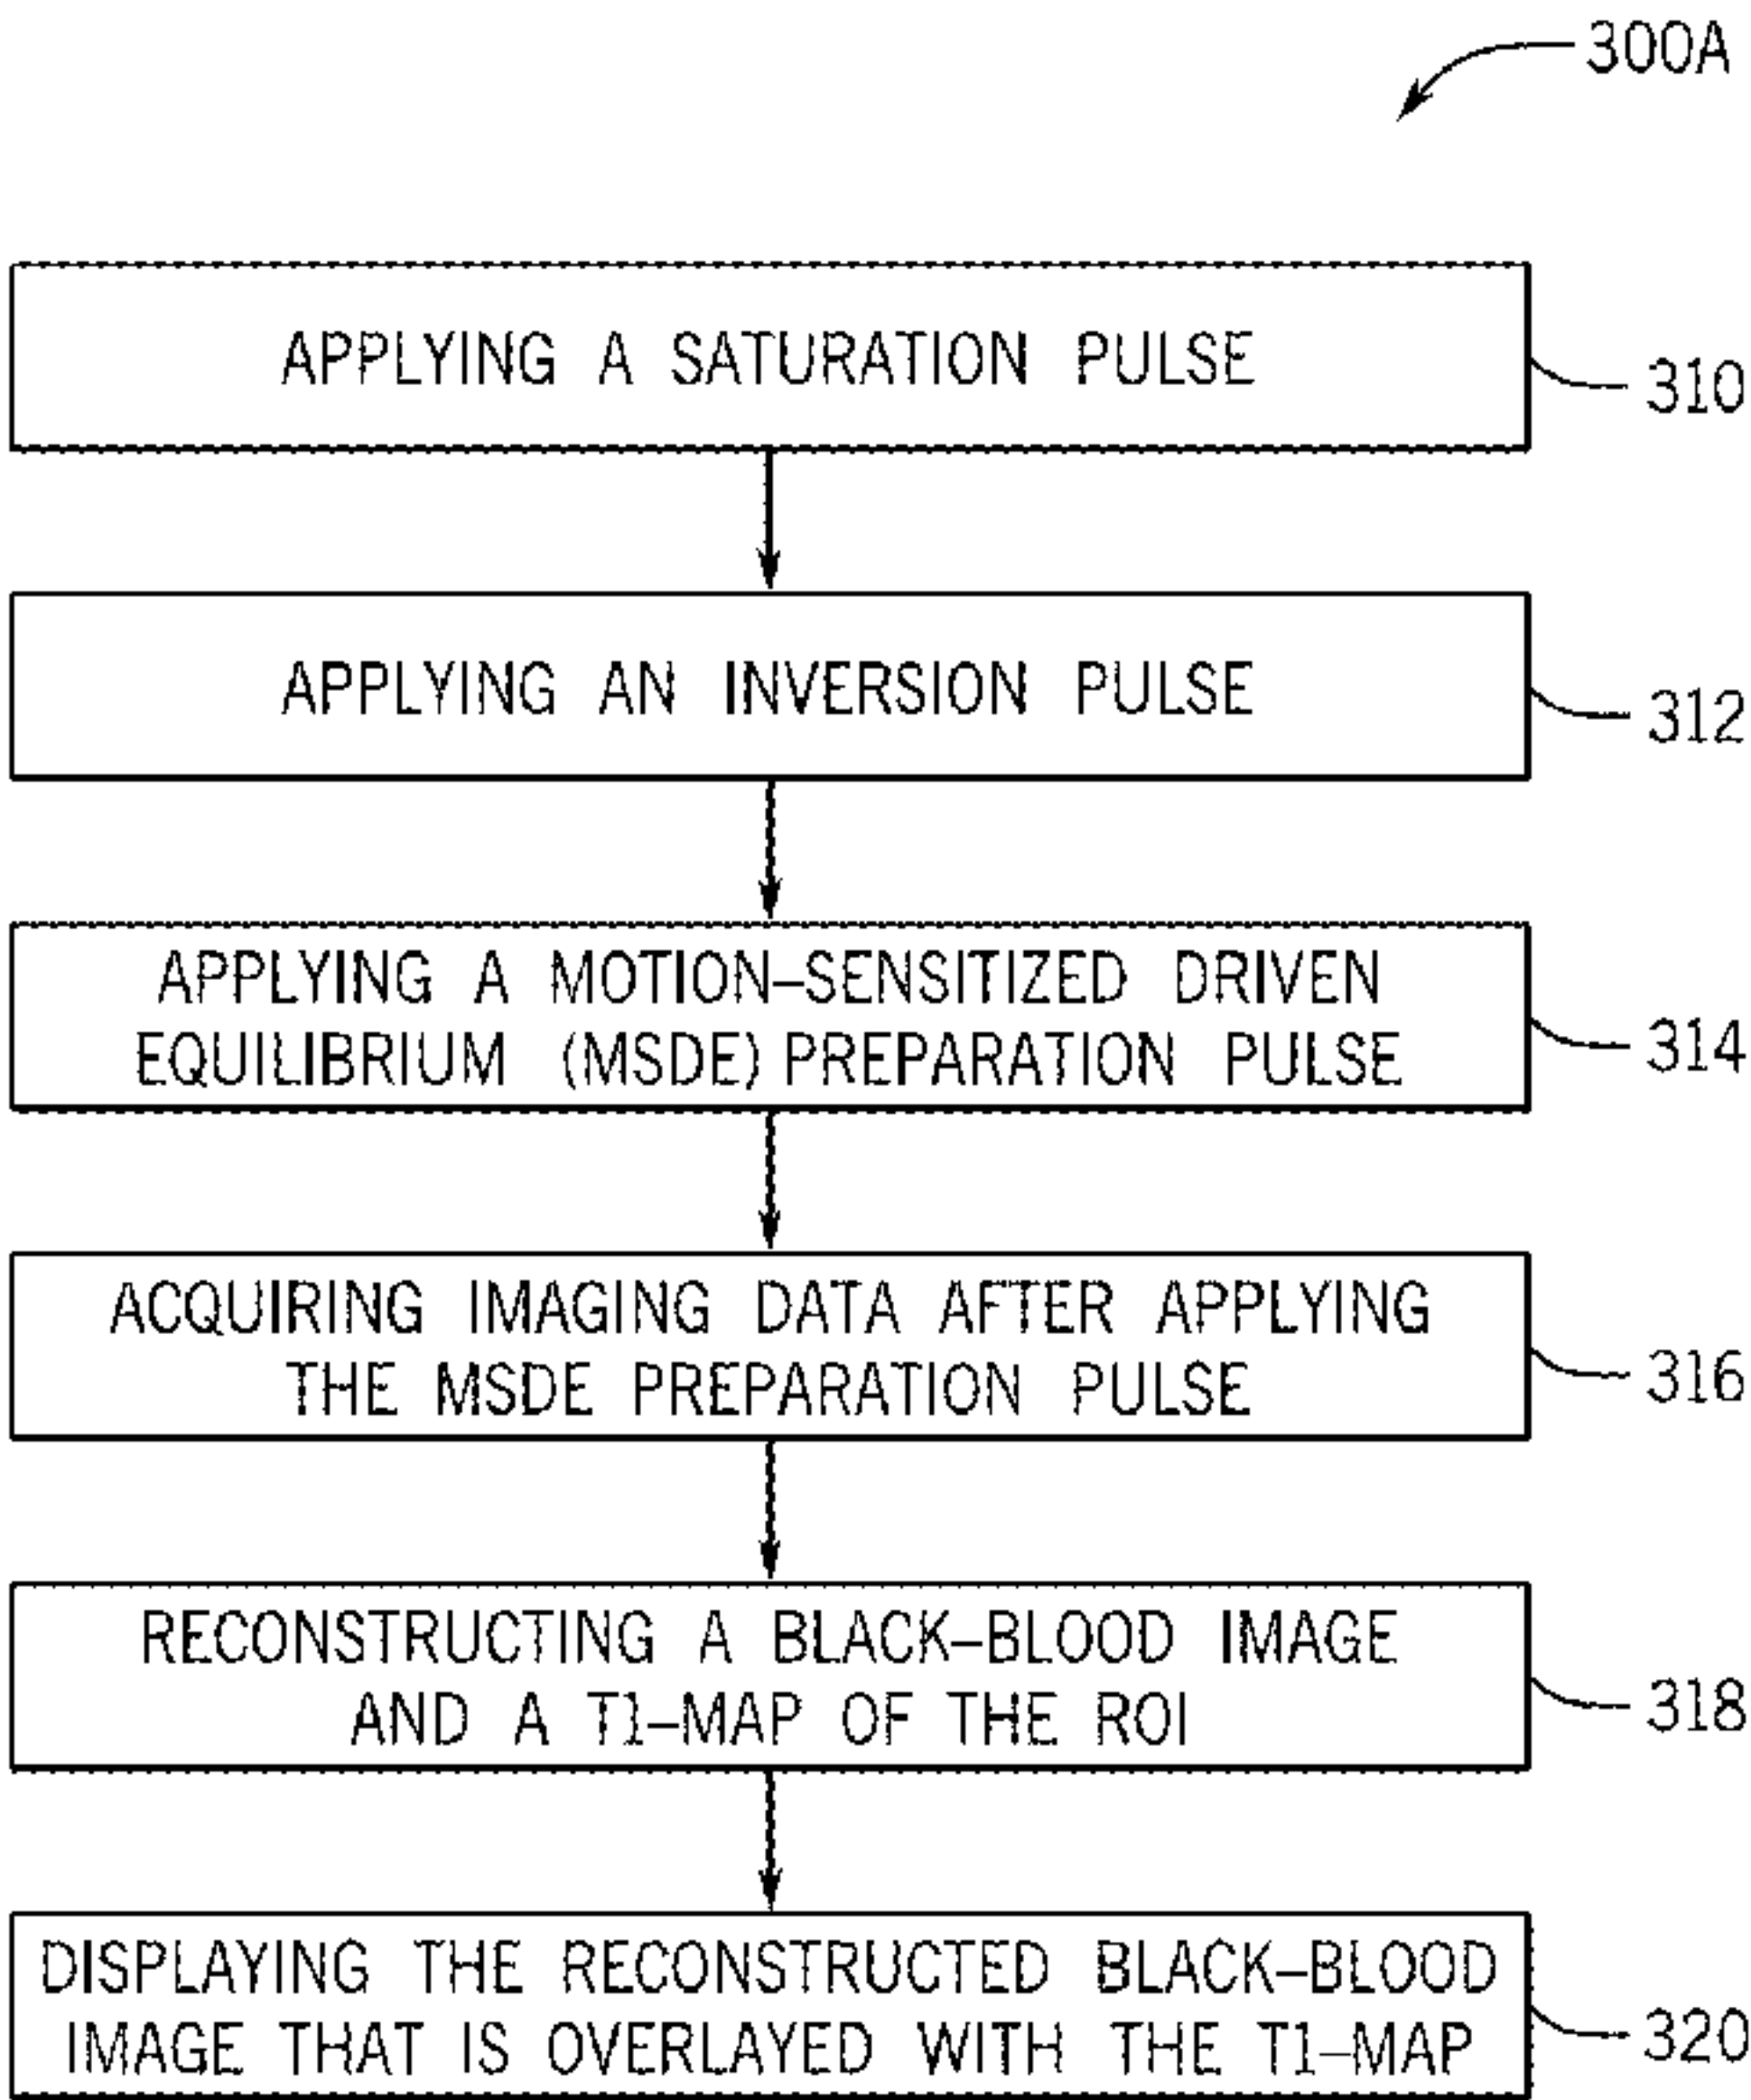 300A
APPLYING A SATURATION PULSE
310
APPLYING AN INVERSION PULSE
312
APPLYING A MOTION-SENSITIZED DRIVEN
EQUILIBRIUM (MSDE) PREPARATION PULSE
314
ACQUIRING IMAGING DATA AFTER APPLYING
THE MSDE PREPARATION PULSE
316
RECONSTRUCTING A BLACK-BLOOD IMAGE
AND A T1-MAP OF THE ROI
318
DISPLAYING THE RECONSTRUCTED BLACK-BLOOD
IMAGE THAT IS OVERLAYED WITH THE T1-MAP
320